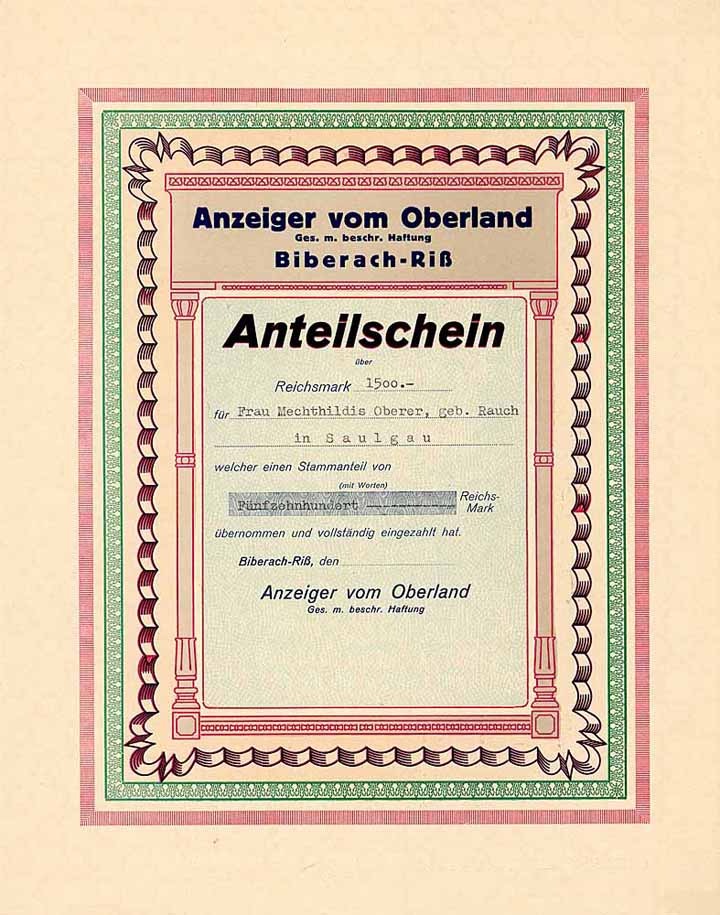 Anzeiger vom Oberland
Ges. m. beschr. Haftung
Biberach-Riß
Anteilschein
über
Reichsmark 1500.-
für Frau Mechthildis Oberer, geb. Rauch
in Saulgau
welcher einen Stammanteil von
(mit Worten)
Fünfzehnhundert ---------- Reichs-
Mark
übernommen und vollständig eingezahlt hat.
Biberach-Riß, den
Anzeiger vom Oberland
Ges. m. beschr. Haftung